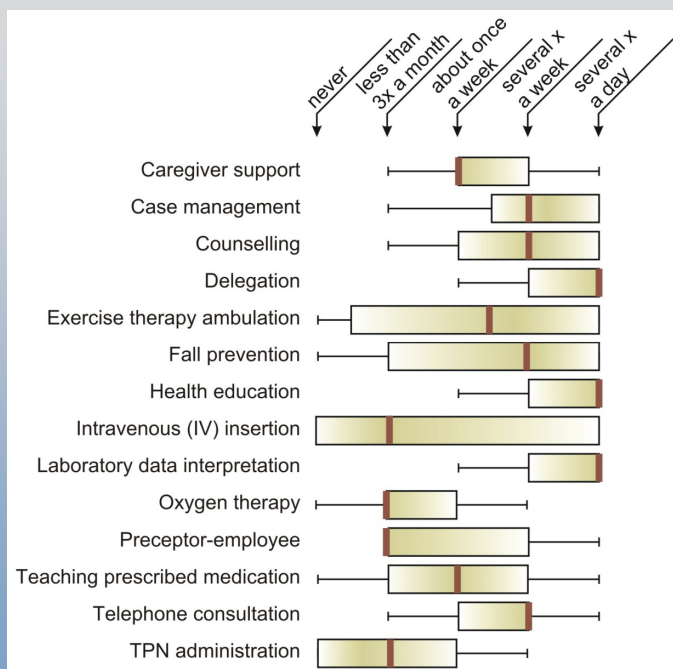 never
less than
3x a month
about once
a week
several x
a week
several x
a day
Caregiver support
Case management
Counselling
Delegation
Exercise therapy ambulation
Fall prevention
Health education
Intravenous (IV) insertion
Laboratory data interpretation
Oxygen therapy
Preceptor-employee
Teaching prescribed medication
Telephone consultation
TPN administration